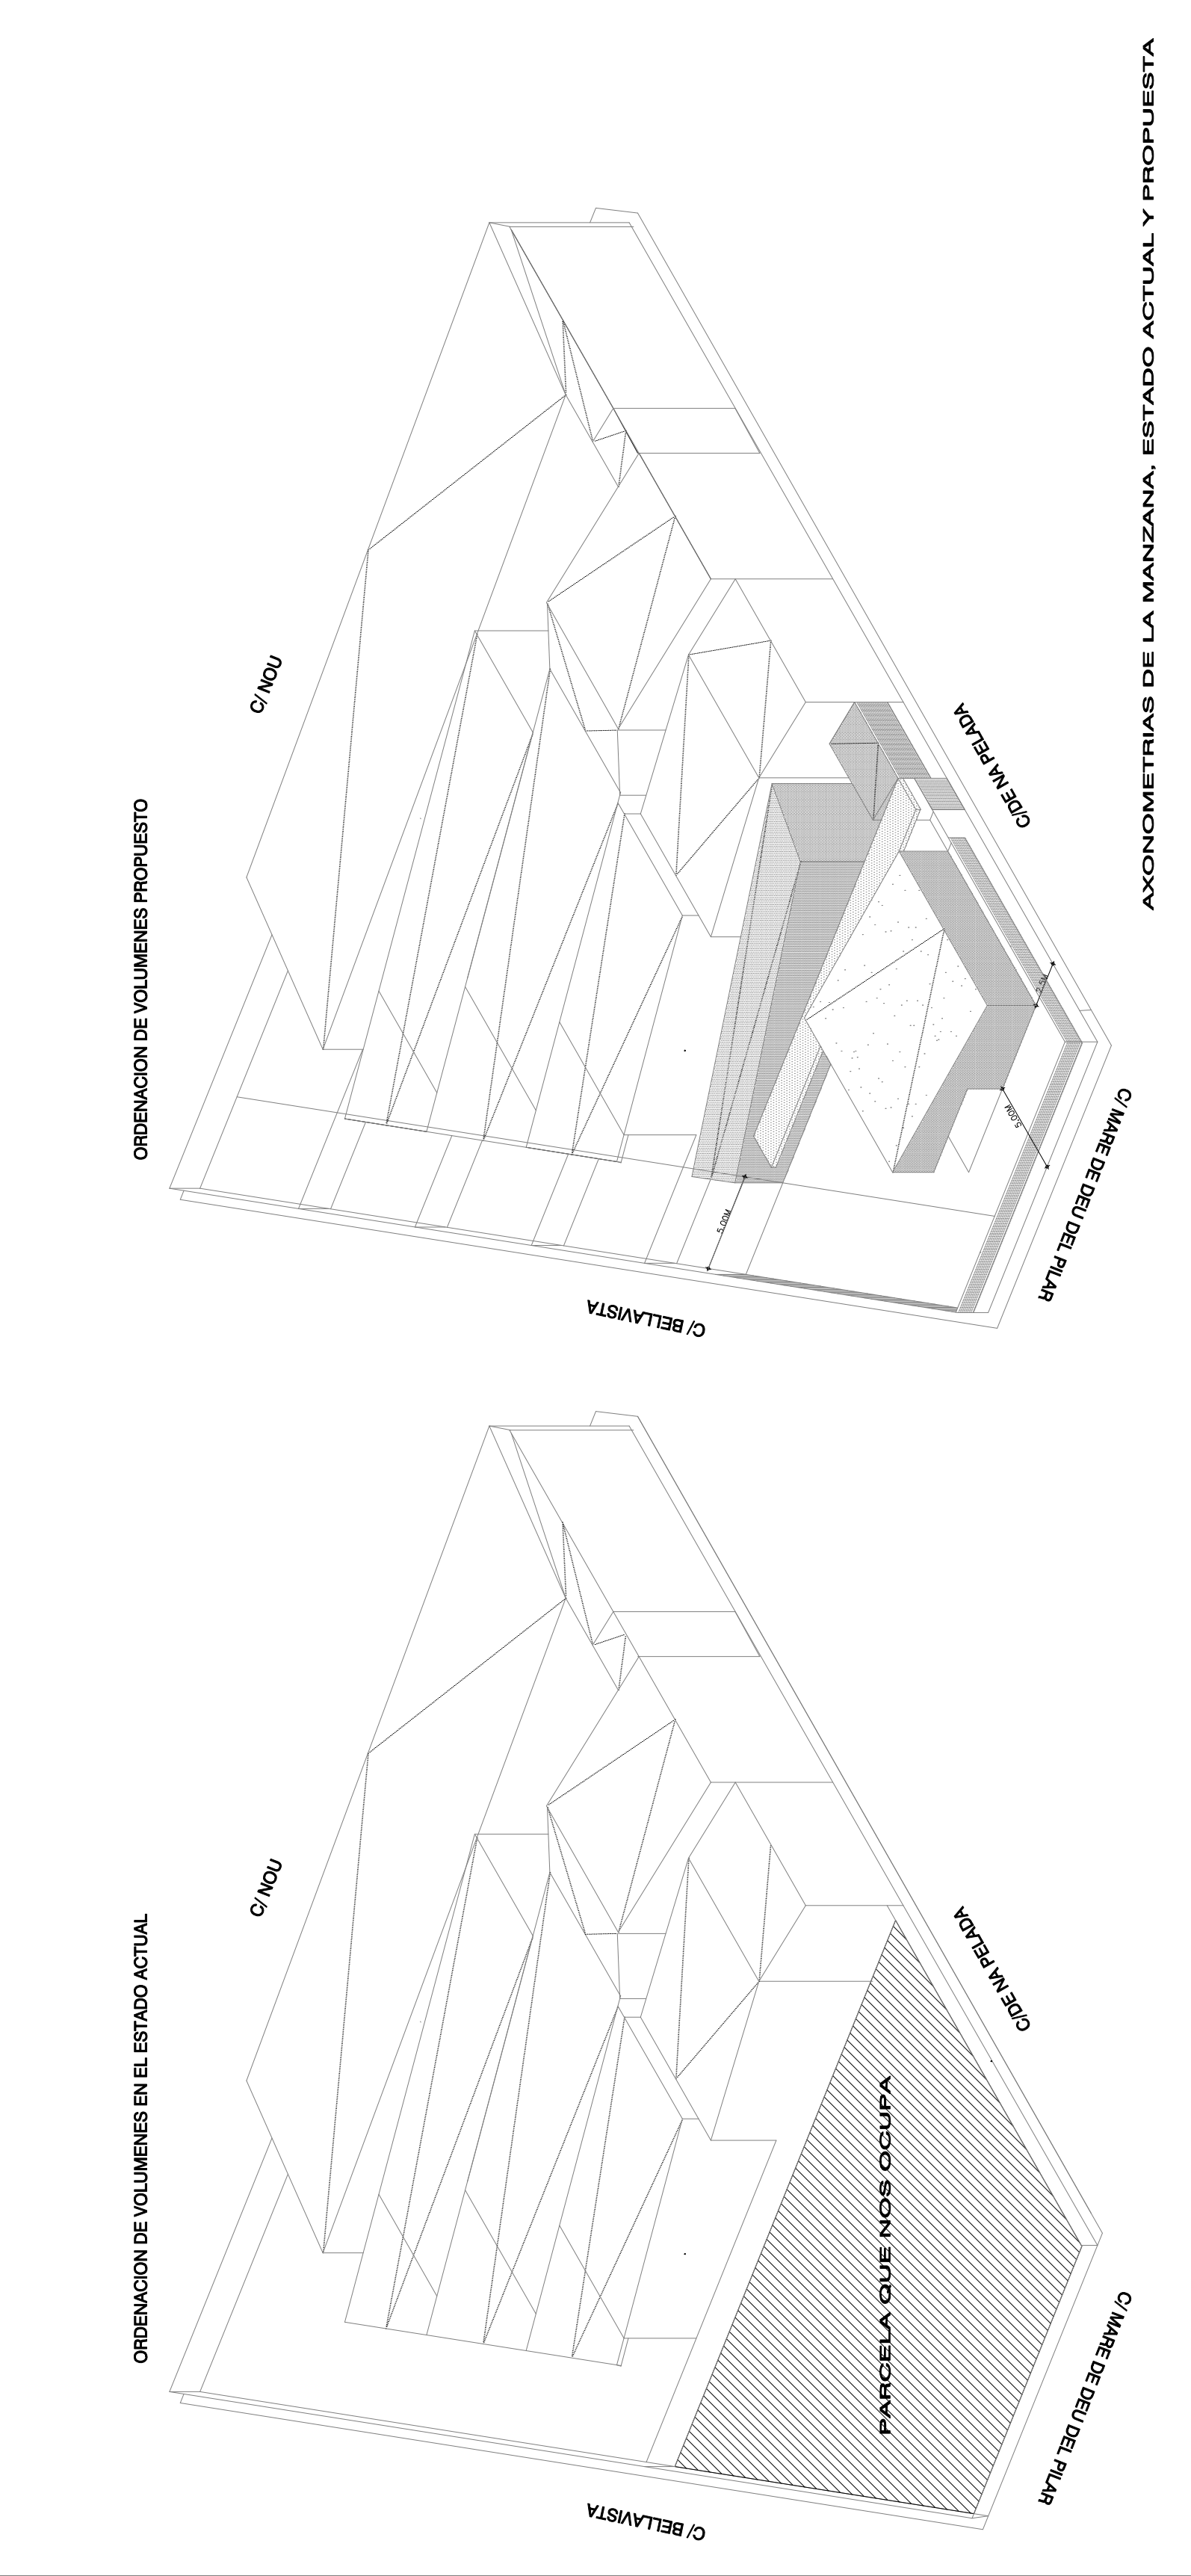 ORDENACION DE VOLUMENES EN EL ESTADO ACTUAL
C/ NOU
C/ BELLAVISTA
PARCELA QUE NOS OCUPA
C/DE NA PELADA
C/ MARE DE DEU DEL PILAR
ORDENACION DE VOLUMENES PROPUESTO
C/ NOU
C/ BELLAVISTA
5.00M
5.00M
2.5M
C/DE NA PELADA
C/ MARE DE DEU DEL PILAR
AXONOMETRIAS DE LA MANZANA, ESTADO ACTUAL Y PROPUESTA